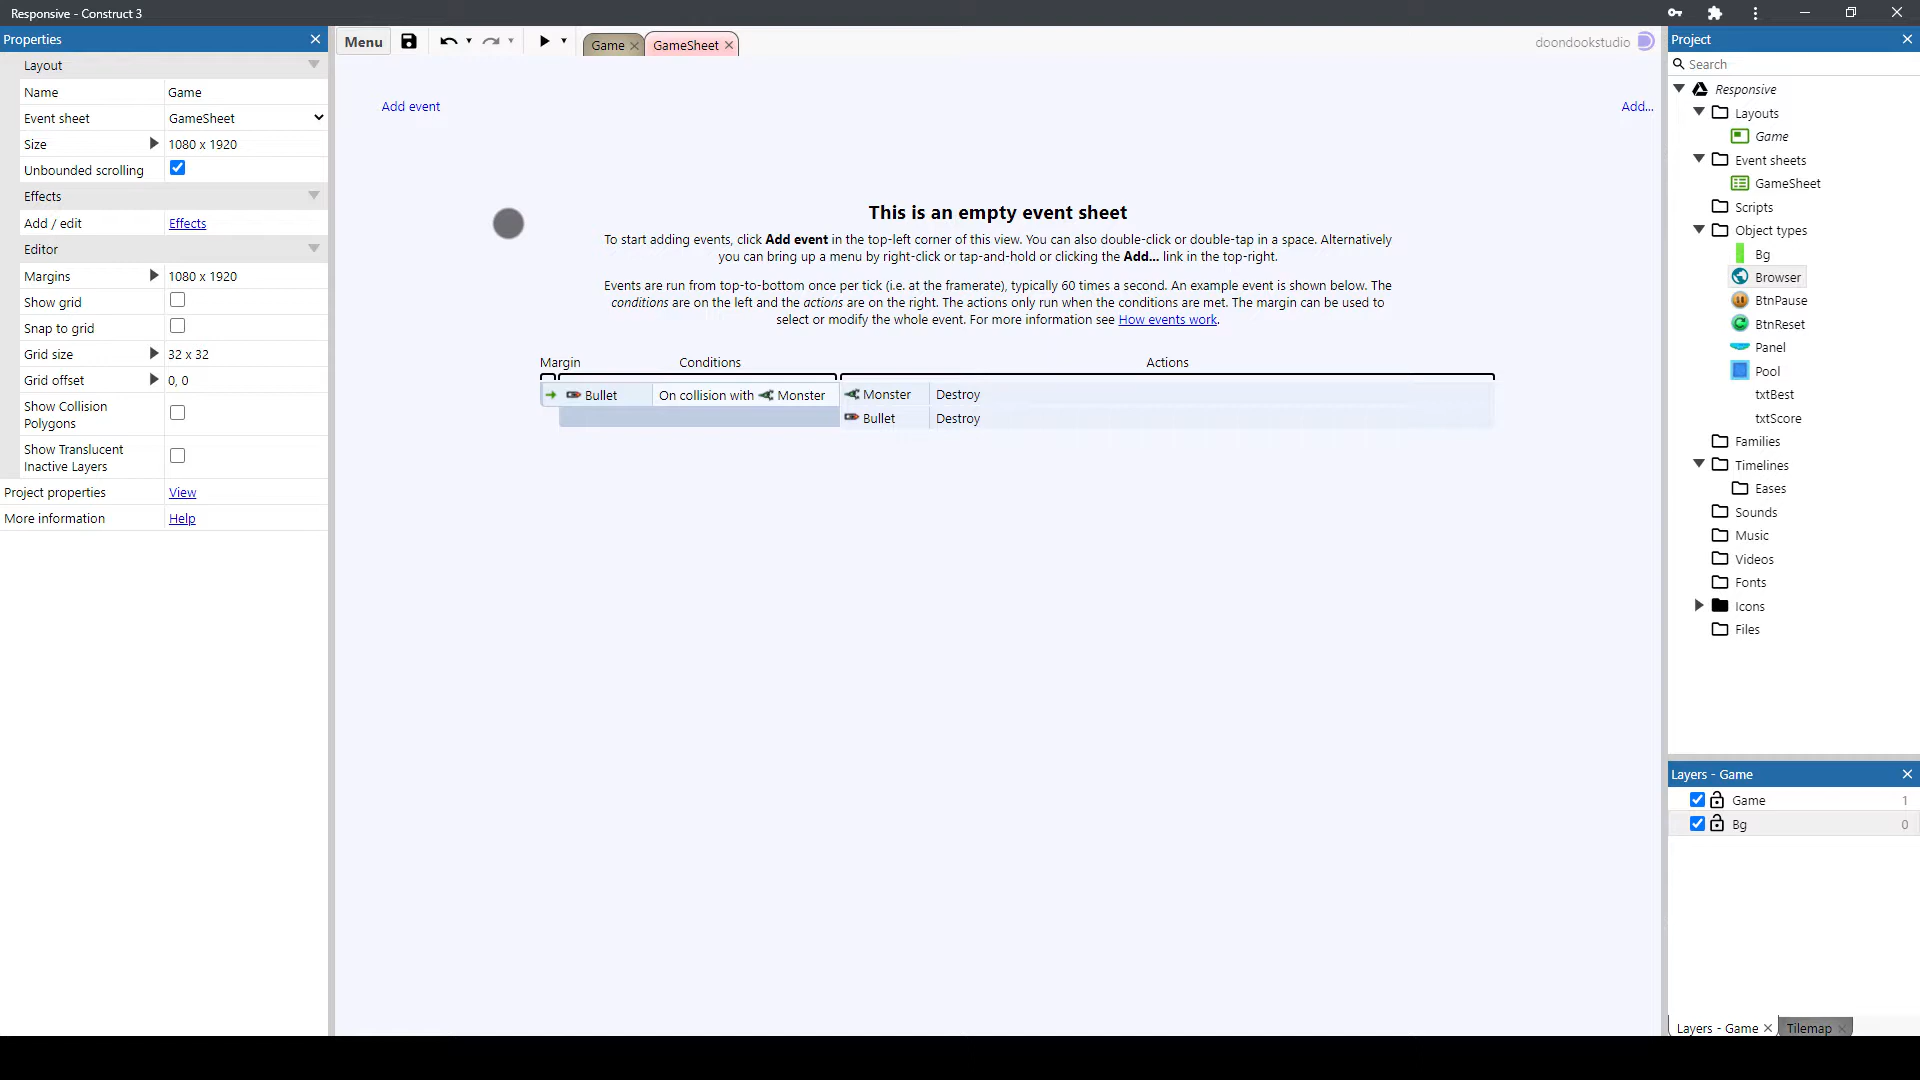 Responsive - Construct 3
Properties
Layout
Name Game
Event sheet GameSheet
Size 1080 x 1920
Unbounded scrolling
Effects
Add / edit Effects
Editor
Margins 1080 x 1920
Show grid
Snap to grid
Grid size 32 x 32
Grid offset 0, 0
Show Collision
Polygons
Show Translucent
Inactive Layers
Project properties View
More information Help
Menu
Game
GameSheet
doondookstudio
Add event
Add...
This is an empty event sheet
To start adding events, click Add event in the top-left corner of this view. You can also double-click or double-tap in a space. Alternatively
you can bring up a menu by right-click or tap-and-hold or clicking the Add... link in the top-right.
Events are run from top-to-bottom once per tick (i.e. at the framerate), typically 60 times a second. An example event is shown below. The
conditions are on the left and the actions are on the right. The actions only run when the conditions are met. The margin can be used to
select or modify the whole event. For more information see How events work.
Margin Conditions Actions
Bullet On collision with Monster Monster Destroy
Bullet Destroy
Project
Search
Responsive
Layouts
Game
Event sheets
GameSheet
Scripts
Object types
Bg
Browser
BtnPause
BtnReset
Panel
Pool
txtBest
txtScore
Families
Timelines
Eases
Sounds
Music
Videos
Fonts
Icons
Files
Layers - Game
Game 1
Bg 0
Layers - Game
Tilemap